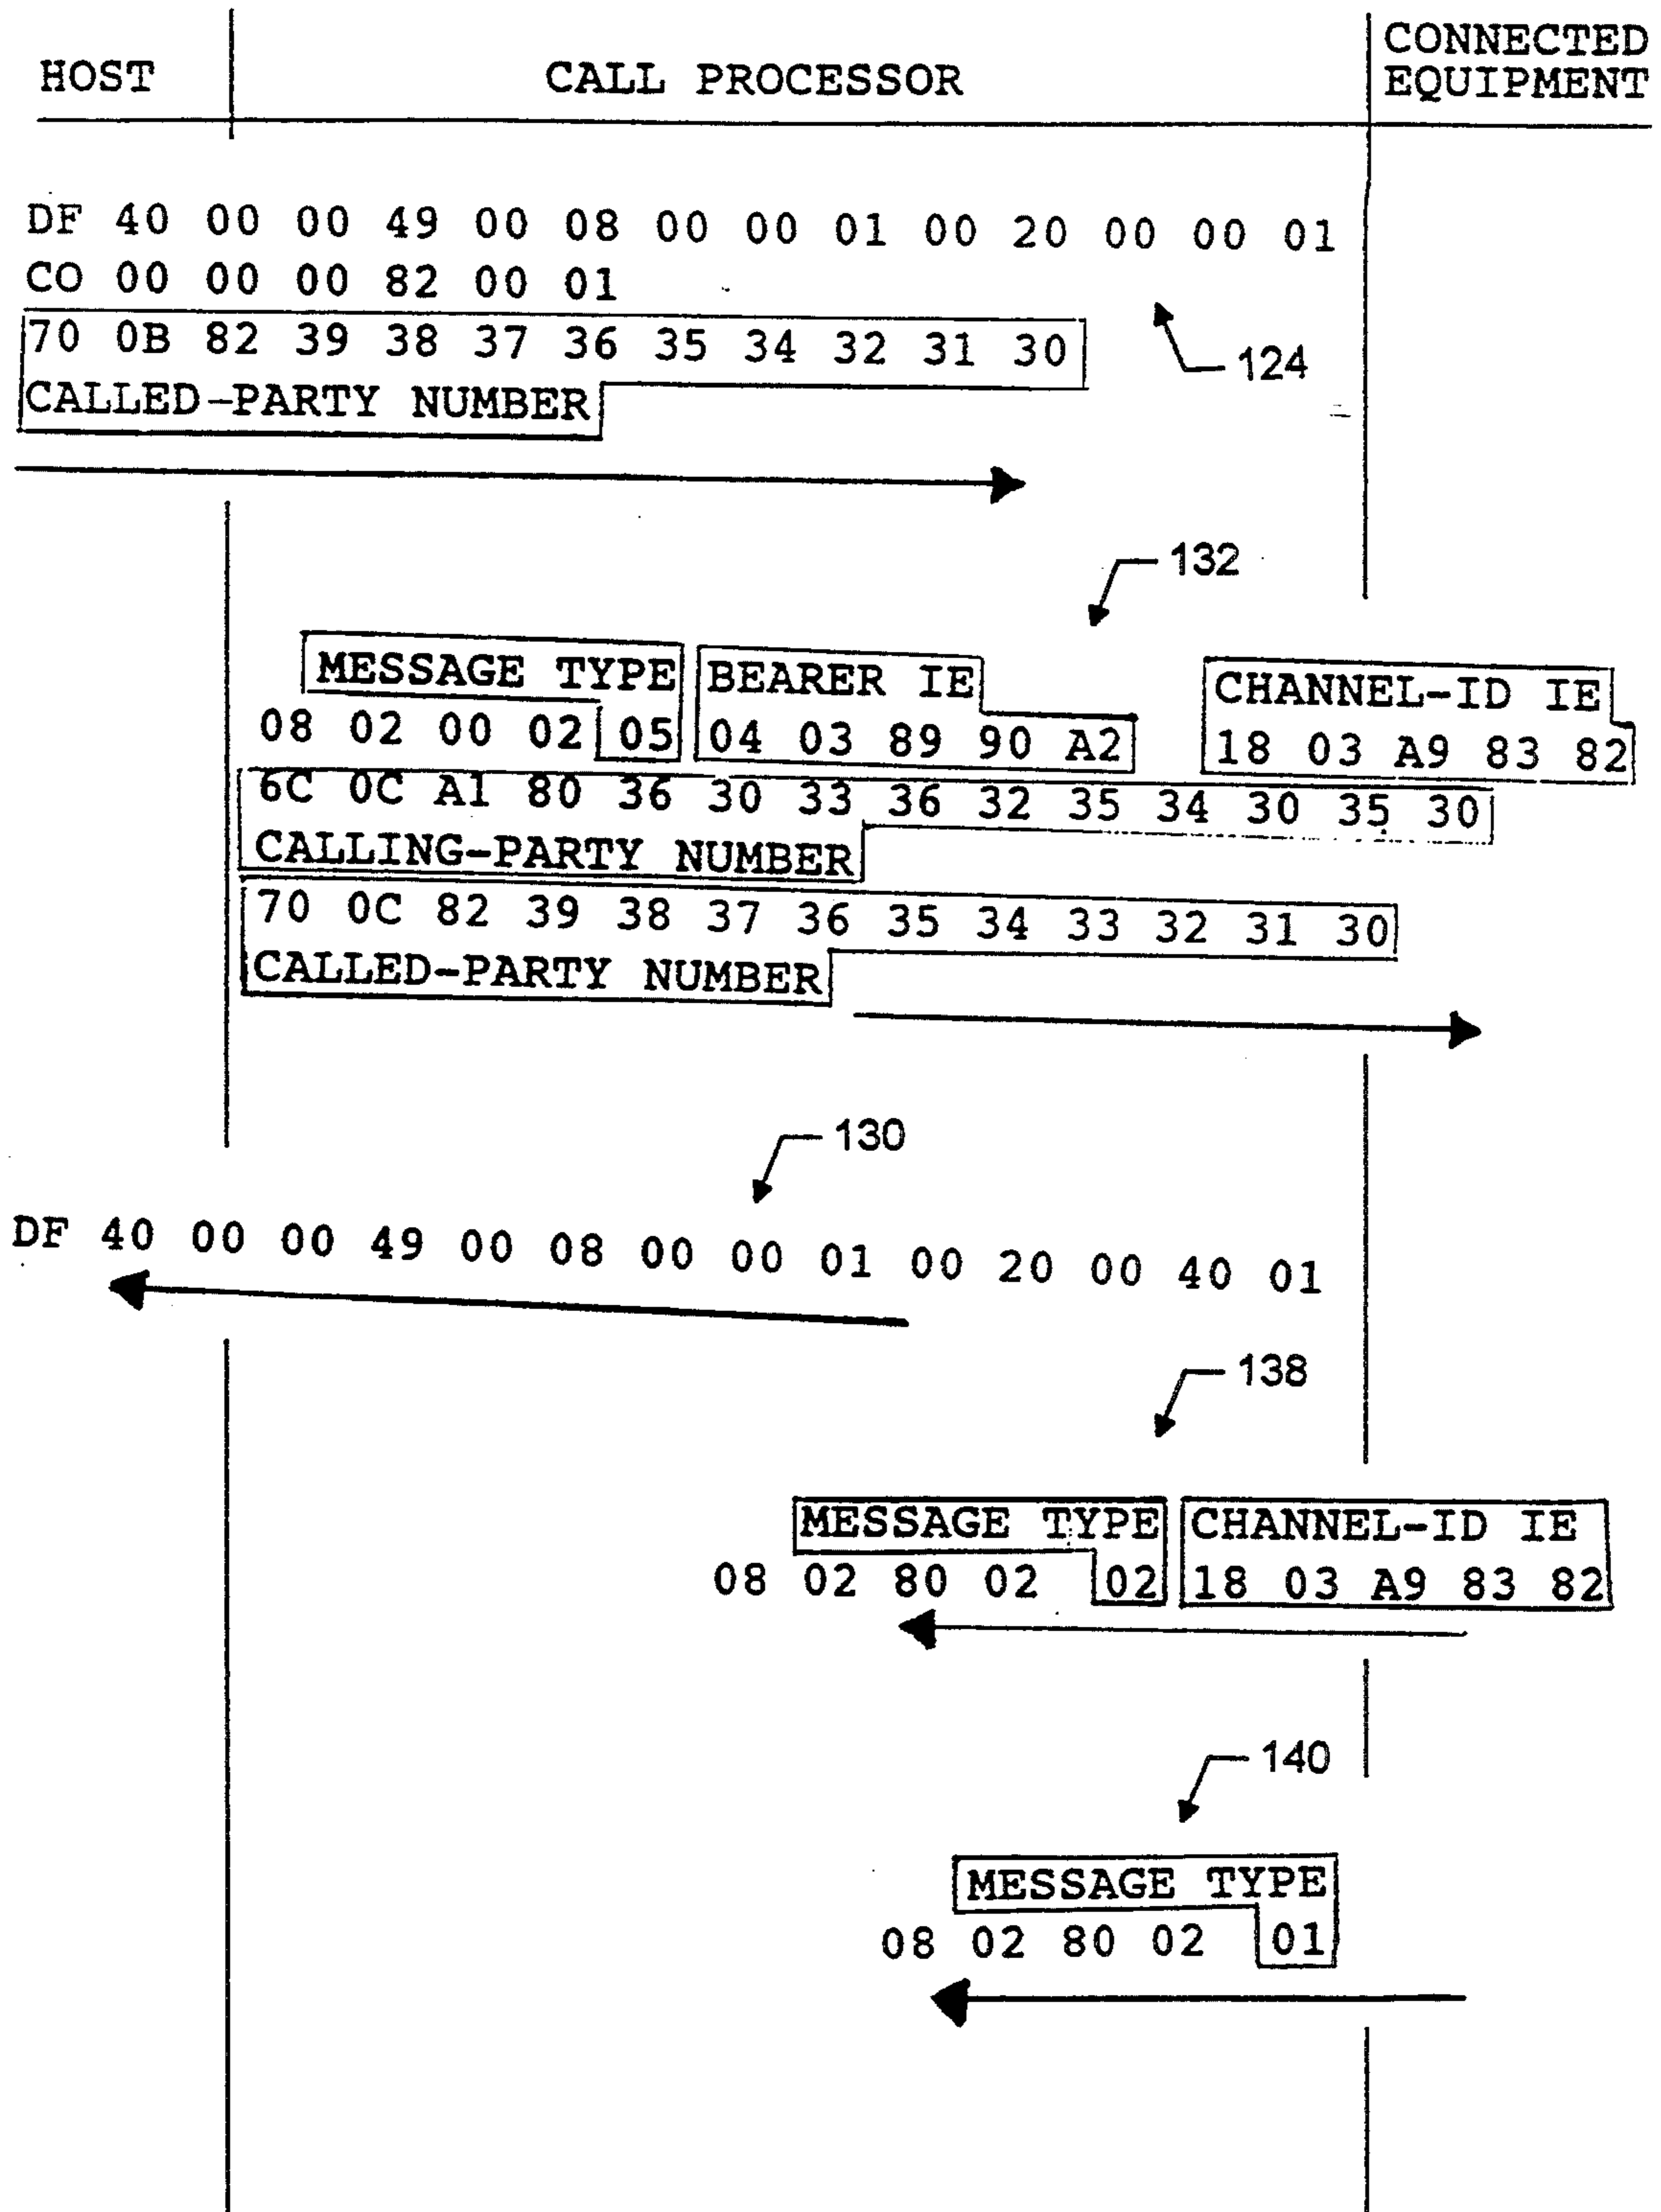 HOST CALL PROCESSOR CONNECTED EQUIPMENT
DF 40 00 00 49 00 08 00 00 01 00 20 00 00 01
CO 00 00 00 82 00 01
70 0B 82 39 38 37 36 35 34 32 31 30
124
CALLED-PARTY NUMBER
132
MESSAGE TYPE BEARER IE CHANNEL-ID IE
08 02 00 02 05 04 03 89 90 A2 18 03 A9 83 82
6C 0C A1 80 36 30 33 36 32 35 34 30 35 30
CALLING-PARTY NUMBER
70 0C 82 39 38 37 36 35 34 33 32 31 30
CALLED-PARTY NUMBER
130
DF 40 00 00 49 00 08 00 00 01 00 20 00 40 01
138
MESSAGE TYPE CHANNEL-ID IE
08 02 80 02 02 18 03 A9 83 82
140
MESSAGE TYPE
08 02 80 02 01